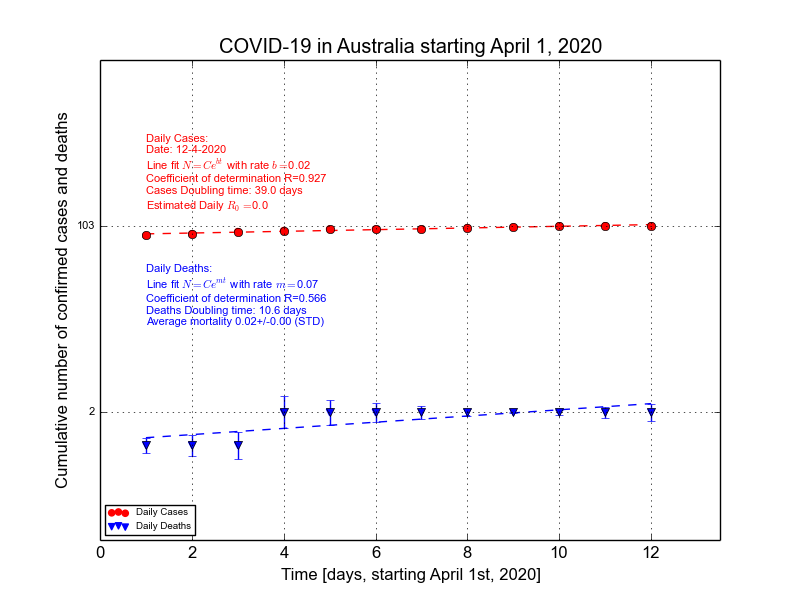 COVID-19 in Australia starting April 1, 2020
Cumulative number of confirmed cases and deaths
Daily Cases:
Date: 12-4-2020
Line fit N=Ce^{bt} with rate b=0.02
Coefficient of determination R=0.927
Cases Doubling time: 39.0 days
Estimated Daily R_0 =0.0
103
Daily Deaths:
Line fit N=Ce^{mt} with rate m=0.07
Coefficient of determination R=0.566
Deaths Doubling time: 10.6 days
Average mortality 0.02+/-0.00 (STD)
2
Daily Cases
Daily Deaths
0 2 4 6 8 10 12
Time [days, starting April 1st, 2020]